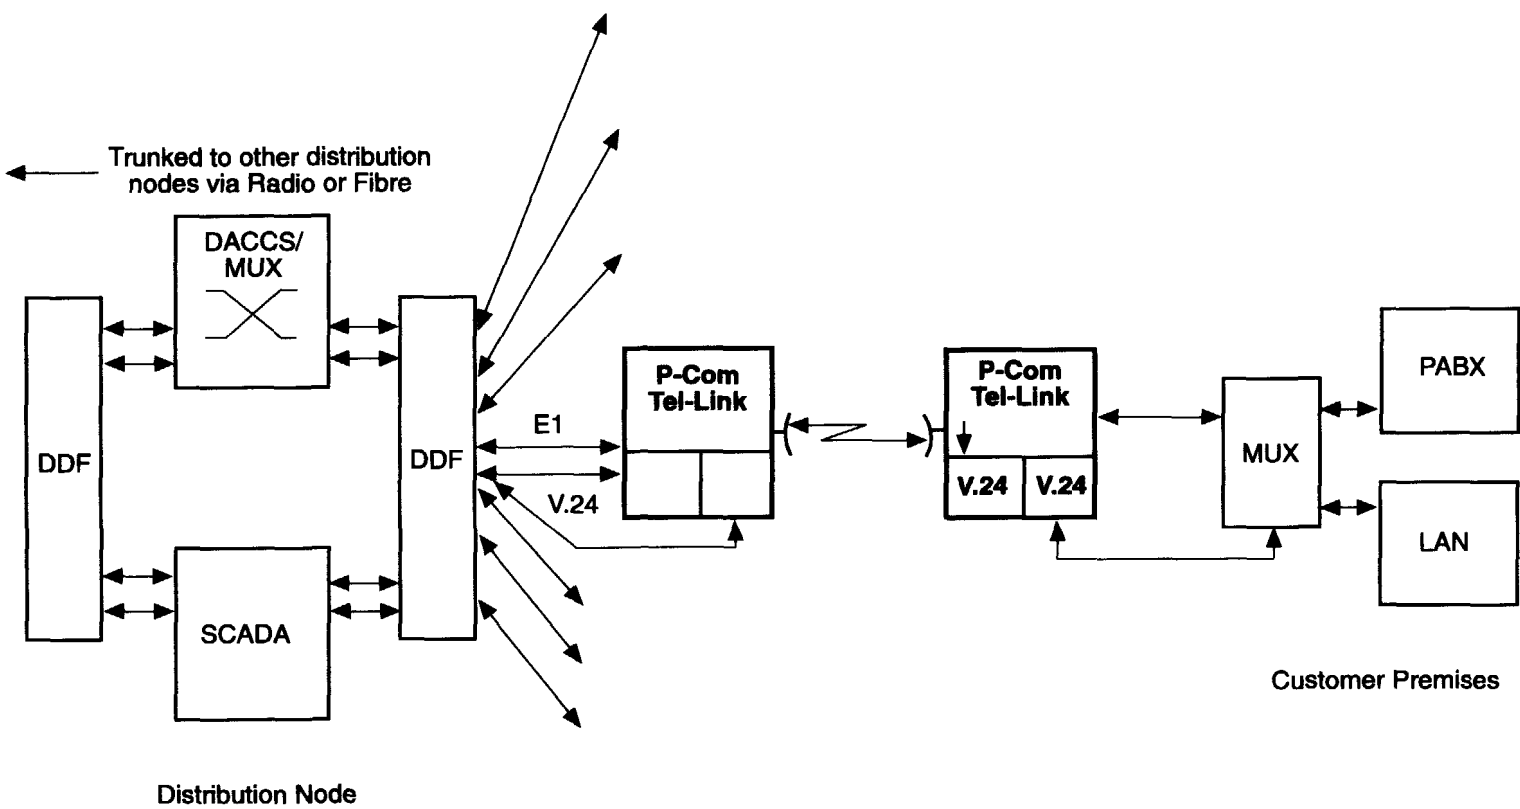 Trunked to other distribution
nodes via Radio or Fibre
DACCS/
MUX
DDF
SCADA
DDF
E1
V.24
P-Com
Tel-Link
P-Com
Tel-Link
V.24
V.24
MUX
PABX
LAN
Customer Premises
Distribution Node